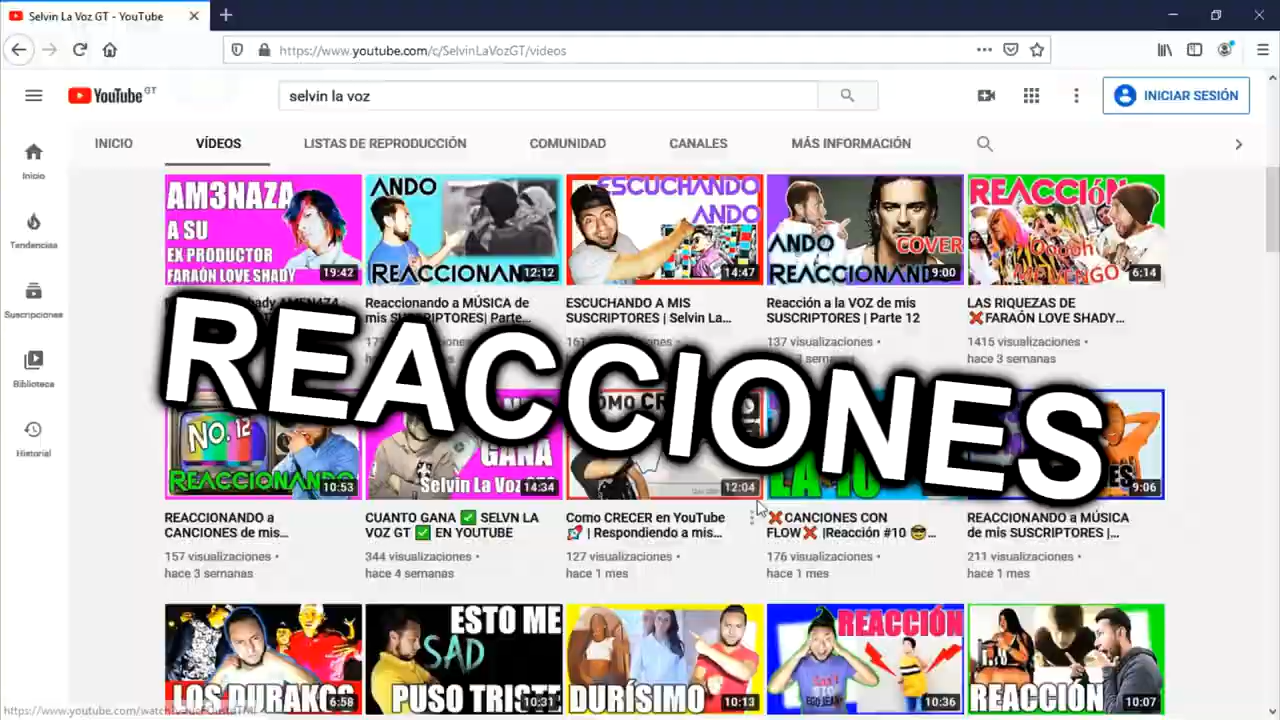 Selvin La Voz GT - YouTube
https://www.youtube.com/c/SelvinLaVozGT/videos
YouTube GT
selvin la voz
INICIAR SESIÓN
INICIO
VÍDEOS
LISTAS DE REPRODUCCIÓN
COMUNIDAD
CANALES
MÁS INFORMACIÓN
Inicio
Tendencias
Suscripciones
Biblioteca
Historial
AM3NAZA
A SU
EX PRODUCTOR
FARAÓN LOVE SHADY
19:42
ANDO
REACCIONAN
12:12
ESCUCHANDO
ANDO
14:47
ANDO
COVER
REACCIONAND
9:00
REACCIÓN
MERENGO
6:14
Reaccionando a MÚSICA de
mis SUSCRIPTORES| Parte...
ESCUCHANDO A MIS
SUSCRIPTORES | Selvin La...
Reacción a la VOZ de mis
SUSCRIPTORES | Parte 12
137 visualizaciones •
LAS RIQUEZAS DE
❌FARAÓN LOVE SHADY...
1415 visualizaciones •
hace 3 semanas
REACCIONES
NO. 12
REACCIONAND
10:53
GANA
Selvin La Voz
14:34
12:04
9:06
REACCIONANDO a
CANCIONES de mis...
157 visualizaciones •
hace 3 semanas
CUANTO GANA ✅ SELVN LA
VOZ GT ✅ EN YOUTUBE
344 visualizaciones •
hace 4 semanas
Como CRECER en YouTube
🚀 | Respondiendo a mis...
127 visualizaciones •
hace 1 mes
❌CANCIONES CON
FLOW❌ |Reacción #10 😎...
176 visualizaciones •
hace 1 mes
REACCIONANDO a MÚSICA
de mis SUSCRIPTORES |...
211 visualizaciones •
hace 1 mes
LOS DURAKOS
6:58
ESTO ME
SAD
PUSO TRISTE
10:31
DURÍSIMO
10:13
REACCIÓN
10:36
REACCIÓN
10:07